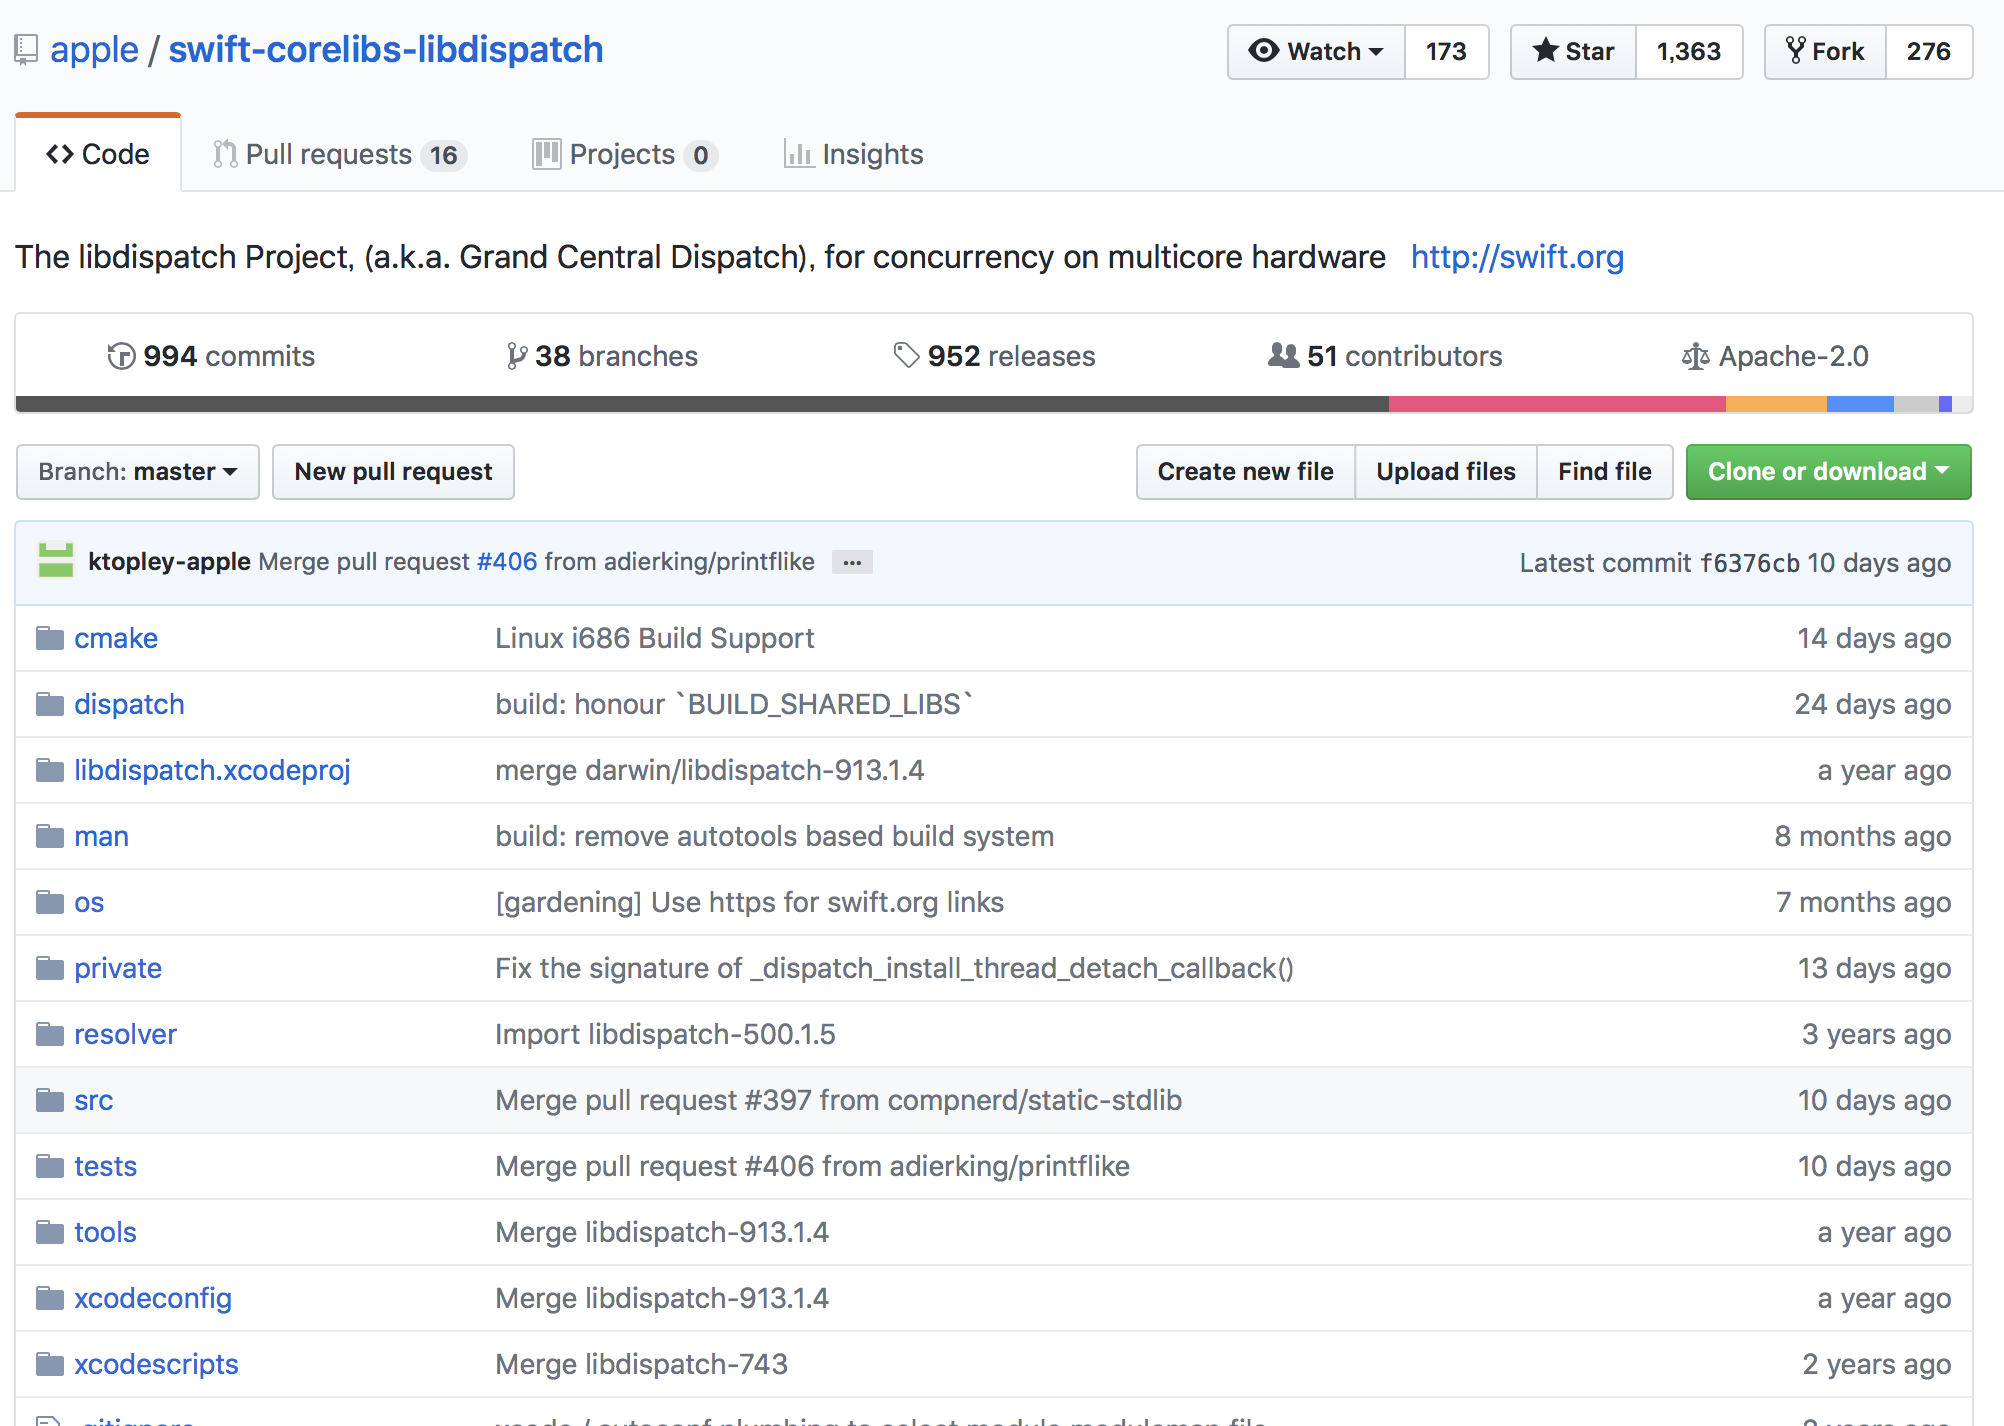 apple / swift-corelibs-libdispatch Watch 173 Star 1,363 Fork 276
Code Pull requests 16 Projects 0 Insights
The libdispatch Project, (a.k.a. Grand Central Dispatch), for concurrency on multicore hardware http://swift.org
994 commits 38 branches 952 releases 51 contributors Apache-2.0
Branch: master New pull request Create new file Upload files Find file Clone or download
ktopley-apple Merge pull request #406 from adierking/printflike ... Latest commit f6376cb 10 days ago
cmake Linux i686 Build Support 14 days ago
dispatch build: honour `BUILD_SHARED_LIBS` 24 days ago
libdispatch.xcodeproj merge darwin/libdispatch-913.1.4 a year ago
man build: remove autotools based build system 8 months ago
os [gardening] Use https for swift.org links 7 months ago
private Fix the signature of _dispatch_install_thread_detach_callback() 13 days ago
resolver Import libdispatch-500.1.5 3 years ago
src Merge pull request #397 from compnerd/static-stdlib 10 days ago
tests Merge pull request #406 from adierking/printflike 10 days ago
tools Merge libdispatch-913.1.4 a year ago
xcodeconfig Merge libdispatch-913.1.4 a year ago
xcodescripts Merge libdispatch-743 2 years ago